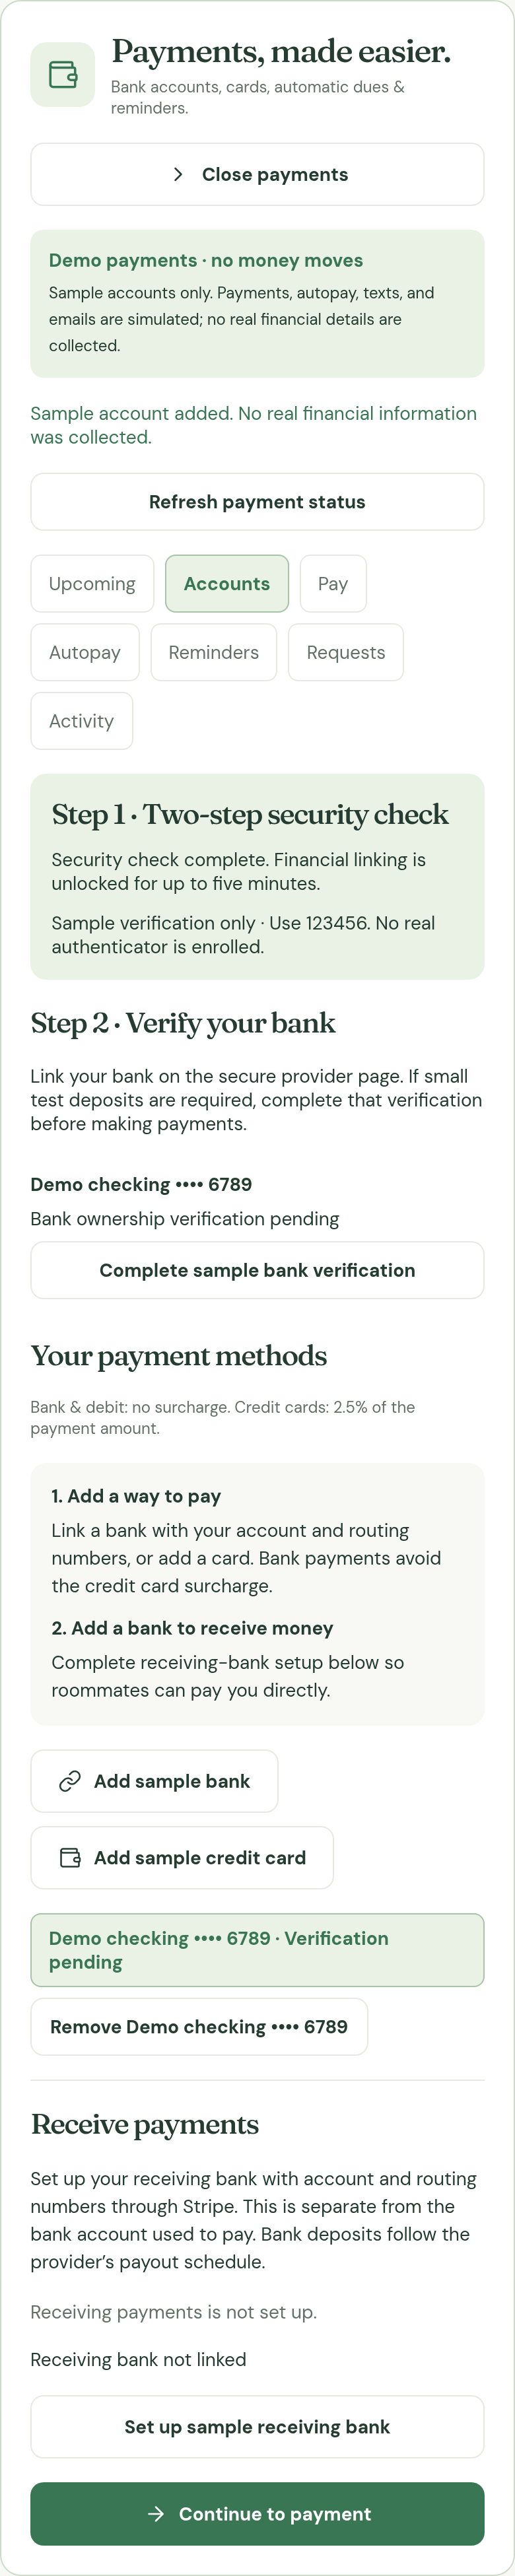 Payments, made easier.
Bank accounts, cards, automatic dues &
reminders.
Close payments
Demo payments · no money moves
Sample accounts only. Payments, autopay, texts, and
emails are simulated; no real financial details are
collected.
Sample account added. No real financial information
was collected.
Refresh payment status
Upcoming
Accounts
Pay
Autopay
Reminders
Requests
Activity
Step 1 · Two-step security check
Security check complete. Financial linking is
unlocked for up to five minutes.
Sample verification only · Use 123456. No real
authenticator is enrolled.
Step 2 · Verify your bank
Link your bank on the secure provider page. If small
test deposits are required, complete that verification
before making payments.
Demo checking •••• 6789
Bank ownership verification pending
Complete sample bank verification
Your payment methods
Bank & debit: no surcharge. Credit cards: 2.5% of the
payment amount.
1. Add a way to pay
Link a bank with your account and routing
numbers, or add a card. Bank payments avoid
the credit card surcharge.
2. Add a bank to receive money
Complete receiving-bank setup below so
roommates can pay you directly.
Add sample bank
Add sample credit card
Demo checking •••• 6789 · Verification
pending
Remove Demo checking •••• 6789
Receive payments
Set up your receiving bank with account and routing
numbers through Stripe. This is separate from the
bank account used to pay. Bank deposits follow the
provider’s payout schedule.
Receiving payments is not set up.
Receiving bank not linked
Set up sample receiving bank
Continue to payment